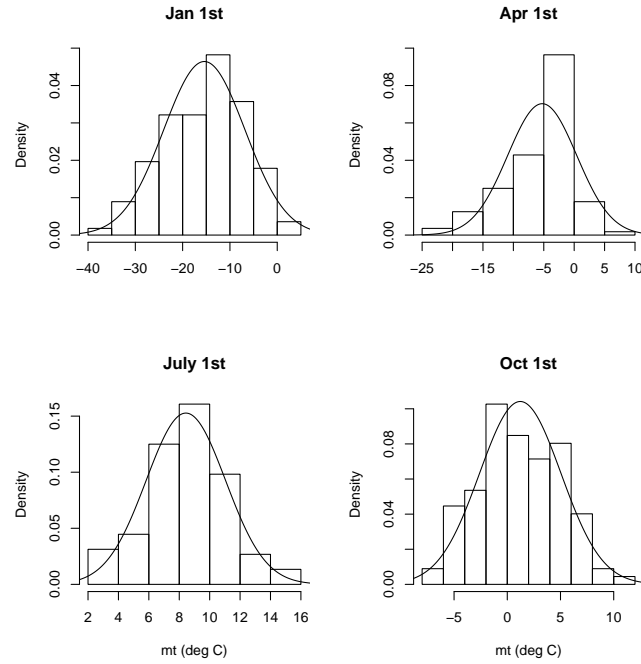 Jan 1st
Density
0.00 0.02 0.04
−40 −30 −20 −10 0
Apr 1st
Density
0.00 0.04 0.08
−25 −15 −5 0 5 10
July 1st
Density
0.00 0.05 0.10 0.15
2 4 6 8 10 12 14 16
mt (deg C)
Oct 1st
Density
0.00 0.04 0.08
−5 0 5 10
mt (deg C)